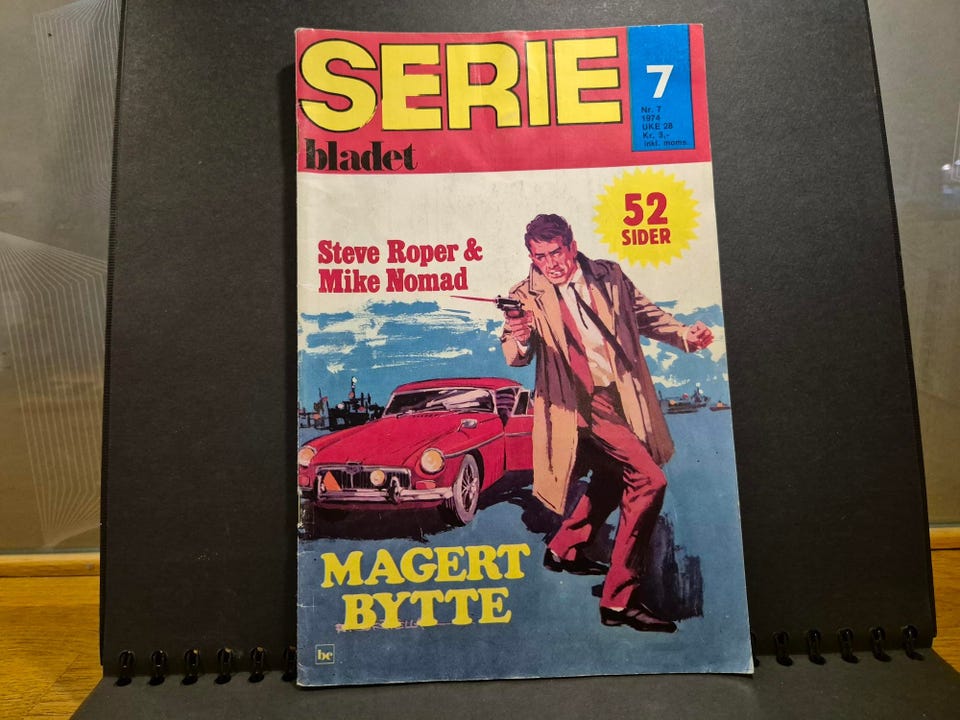 SERIE
bladet
7
Nr. 7
1974
UKE 28
Kr. 3,-
inkl. moms.
52
SIDER
Steve Roper &
Mike Nomad
MAGERT
BYTTE
bc